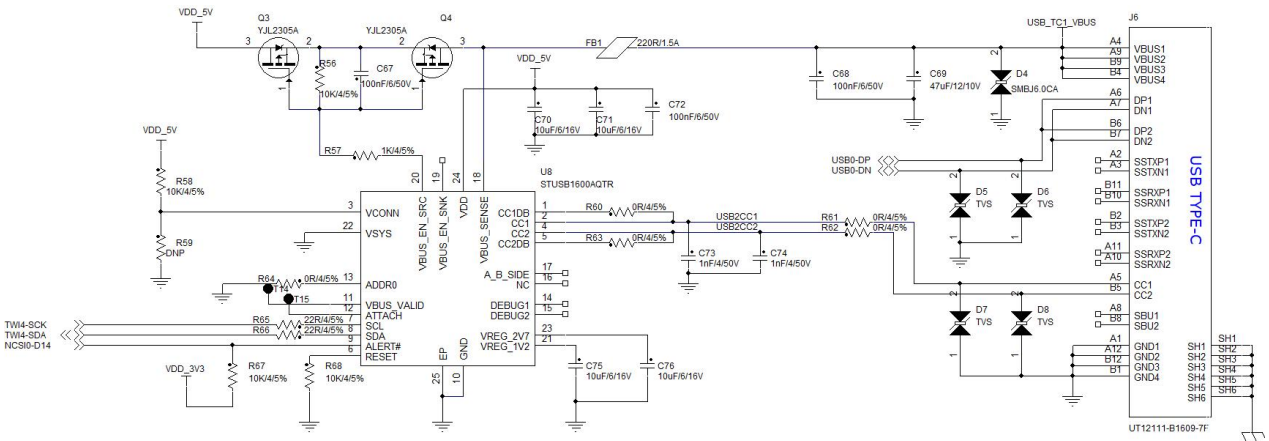 Q3
YJL2305A
Q4
YJL2305A
VDD_5V
3
2
1
2
3
1
R56
10K/4/5%
C67
100nF/6/50V
FB1
220R/1.5A
USB_TC1_VBUS
J6
VDD_5V
C70
10uF/6/16V
C71
10uF/6/16V
C72
100nF/6/50V
C68
100nF/6/50V
C69
47uF/12/10V
2
D4
SMBJ6.0CA
1
A4
VBUS1
A9
VBUS2
B9
VBUS3
B4
VBUS4
A6
DP1
A7
DN1
B6
DP2
B7
DN2
A2
SSTXP1
A3
SSTXN1
B11
SSRXP1
B10
SSRXN1
B2
SSTXP2
B3
SSTXN2
A11
SSRXP2
A10
SSRXN2
A5
CC1
B5
CC2
A8
SBU1
B8
SBU2
A1
GND1
A12
GND2
B12
GND3
B1
GND4
USB TYPE-C
SH1
SH1
SH2
SH2
SH3
SH3
SH4
SH4
SH5
SH5
SH6
SH6
UT12111-B1609-7F
USB0-DP
USB0-DN
2
D5
TVS
1
2
D6
TVS
1
2
D7
TVS
1
2
D8
TVS
1
VDD_5V
R58
10K/4/5%
R59
DNP
R57
1K/4/5%
U8
STUSB1600AQTR
20
19
24
18
VBUS_EN_SRC
VBUS_EN_SNK
VDD
VBUS_SENSE
3
VCONN
22
VSYS
13
ADDR0
11
VBUS_VALID
12
ATTACH
7
SCL
8
SDA
9
ALERT#
6
RESET
1
CC1DB
2
CC1
4
CC2
5
CC2DB
17
A_B_SIDE
16
NC
14
DEBUG1
15
DEBUG2
23
VREG_2V7
21
VREG_1V2
EP
GND
25
10
R60
0R/4/5%
R63
0R/4/5%
USB2CC1
USB2CC2
R61
0R/4/5%
R62
0R/4/5%
C73
1nF/4/50V
C74
1nF/4/50V
R64
0R/4/5%
T14
T15
TWI4-SCK
TWI4-SDA
NCSI0-D14
R65
22R/4/5%
R66
22R/4/5%
VDD_3V3
R67
10K/4/5%
R68
10K/4/5%
C75
10uF/6/16V
C76
10uF/6/16V